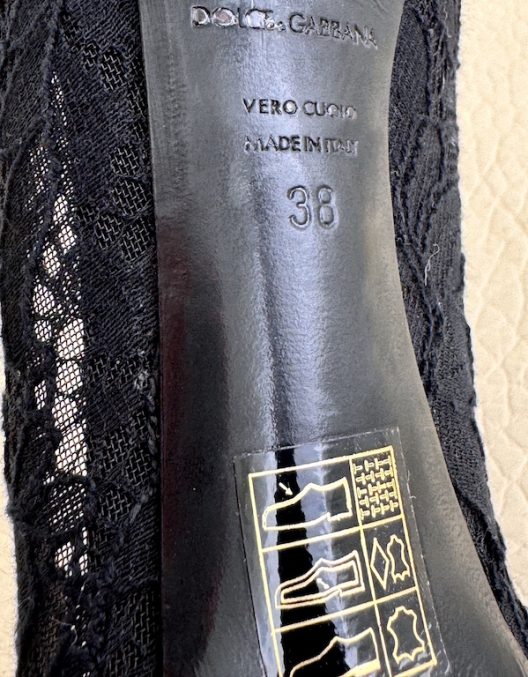 DOLCE & GABBANA
VERO CUOIO
MADE IN ITALY
38